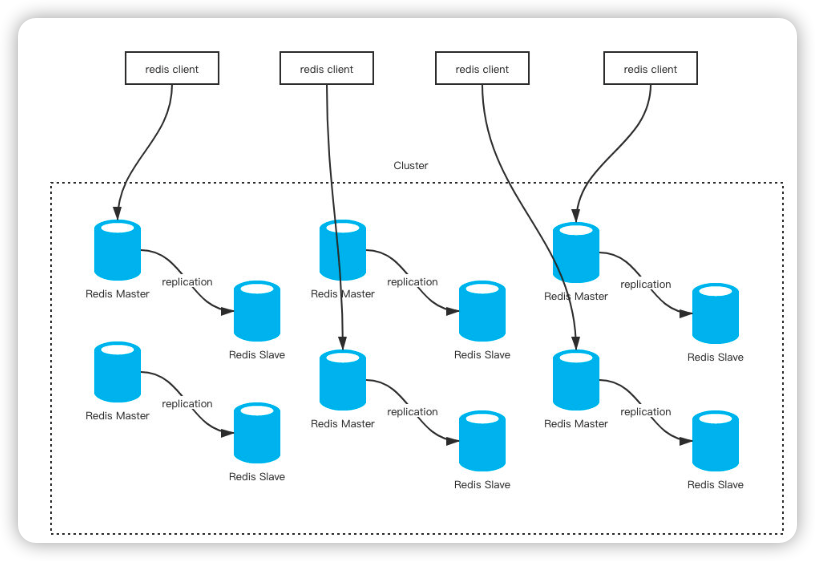 redis client
redis client
redis client
redis client
Cluster
replication
replication
replication
Redis Master
Redis Master
Redis Master
Redis Slave
Redis Slave
Redis Slave
replication
replication
replication
Redis Master
Redis Master
Redis Master
Redis Slave
Redis Slave
Redis Slave